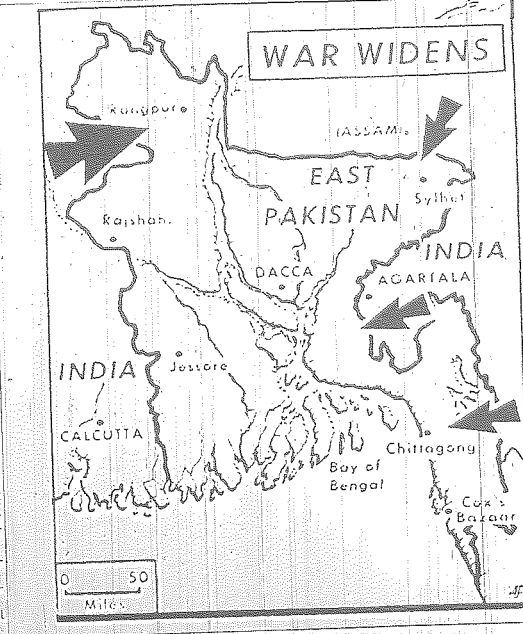 WAR WIDENS
Rangpur
(ASSAM)
EAST
PAKISTAN
Sylhet
Rajshahi
INDIA
DACCA
AGARTALA
INDIA
Jessore
CALCUTTA
Chittagong
Bay of
Bengal
Cox's
Bazaar
0 50
Miles